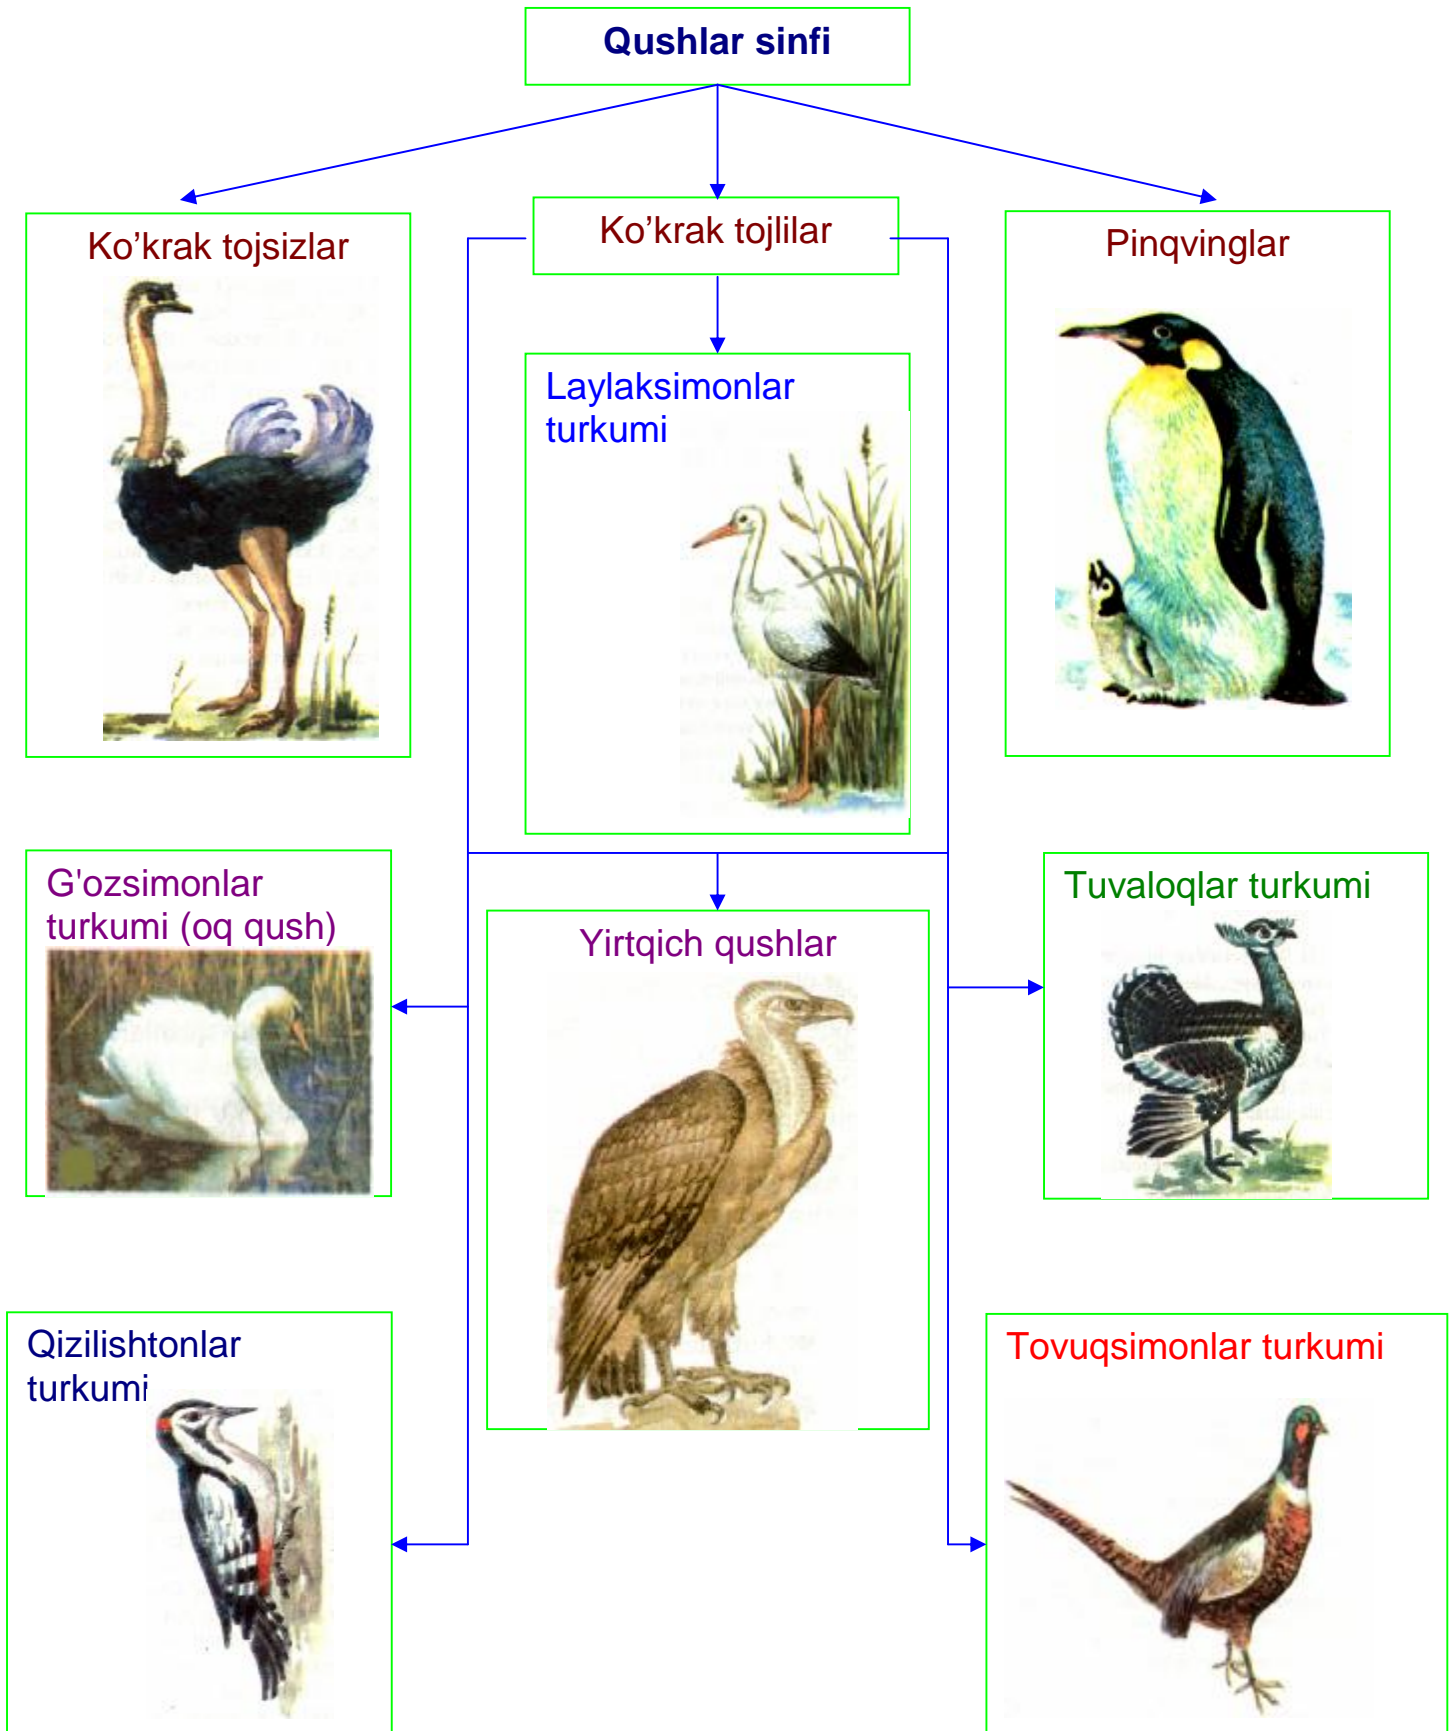 Qushlar sinfi
Ko’krak tojsizlar
Ko’krak tojlilar
Pinqvinglar
Laylaksimonlar
turkumi
G'ozsimonlar
turkumi (oq qush)
Yirtqich qushlar
Tuvaloqlar turkumi
Qizilishtonlar
turkumi
Tovuqsimonlar turkumi